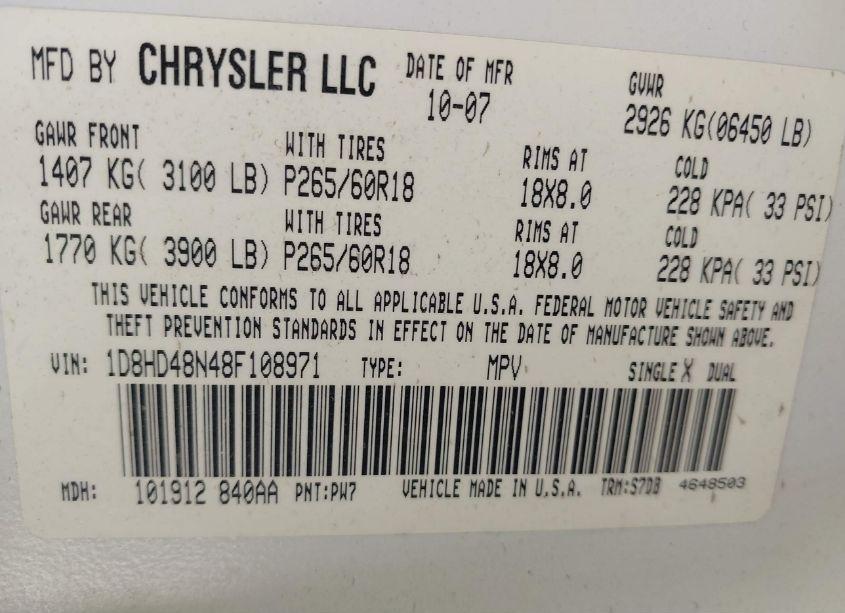 MFD BY CHRYSLER LLC DATE OF MFR GVWR
10-07 2926 KG(06450 LB)
GAWR FRONT WITH TIRES RIMS AT COLD
1407 KG( 3100 LB) P265/60R18 18X8.0 228 KPA( 33 PSI)
GAWR REAR WITH TIRES RIMS AT COLD
1770 KG( 3900 LB) P265/60R18 18X8.0 228 KPA( 33 PSI)
THIS VEHICLE CONFORMS TO ALL APPLICABLE U.S.A. FEDERAL MOTOR VEHICLE SAFETY AND
THEFT PREVENTION STANDARDS IN EFFECT ON THE DATE OF MANUFACTURE SHOWN ABOVE.
VIN: 1D8HD48N48F108971 TYPE: MPV SINGLE X DUAL
MDH: 101912 840AA PNT:PW7 VEHICLE MADE IN U.S.A. TRM:S7DB 4648503